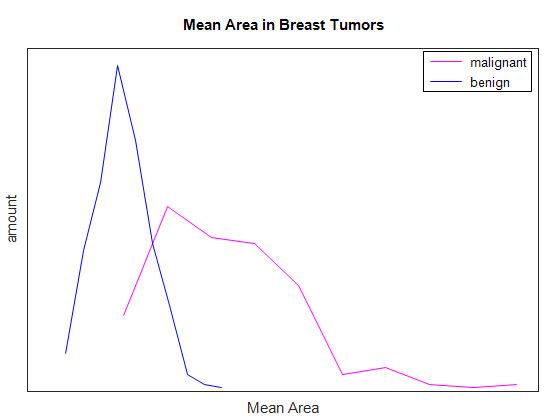 Mean Area in Breast Tumors
malignant
benign
amount
Mean Area